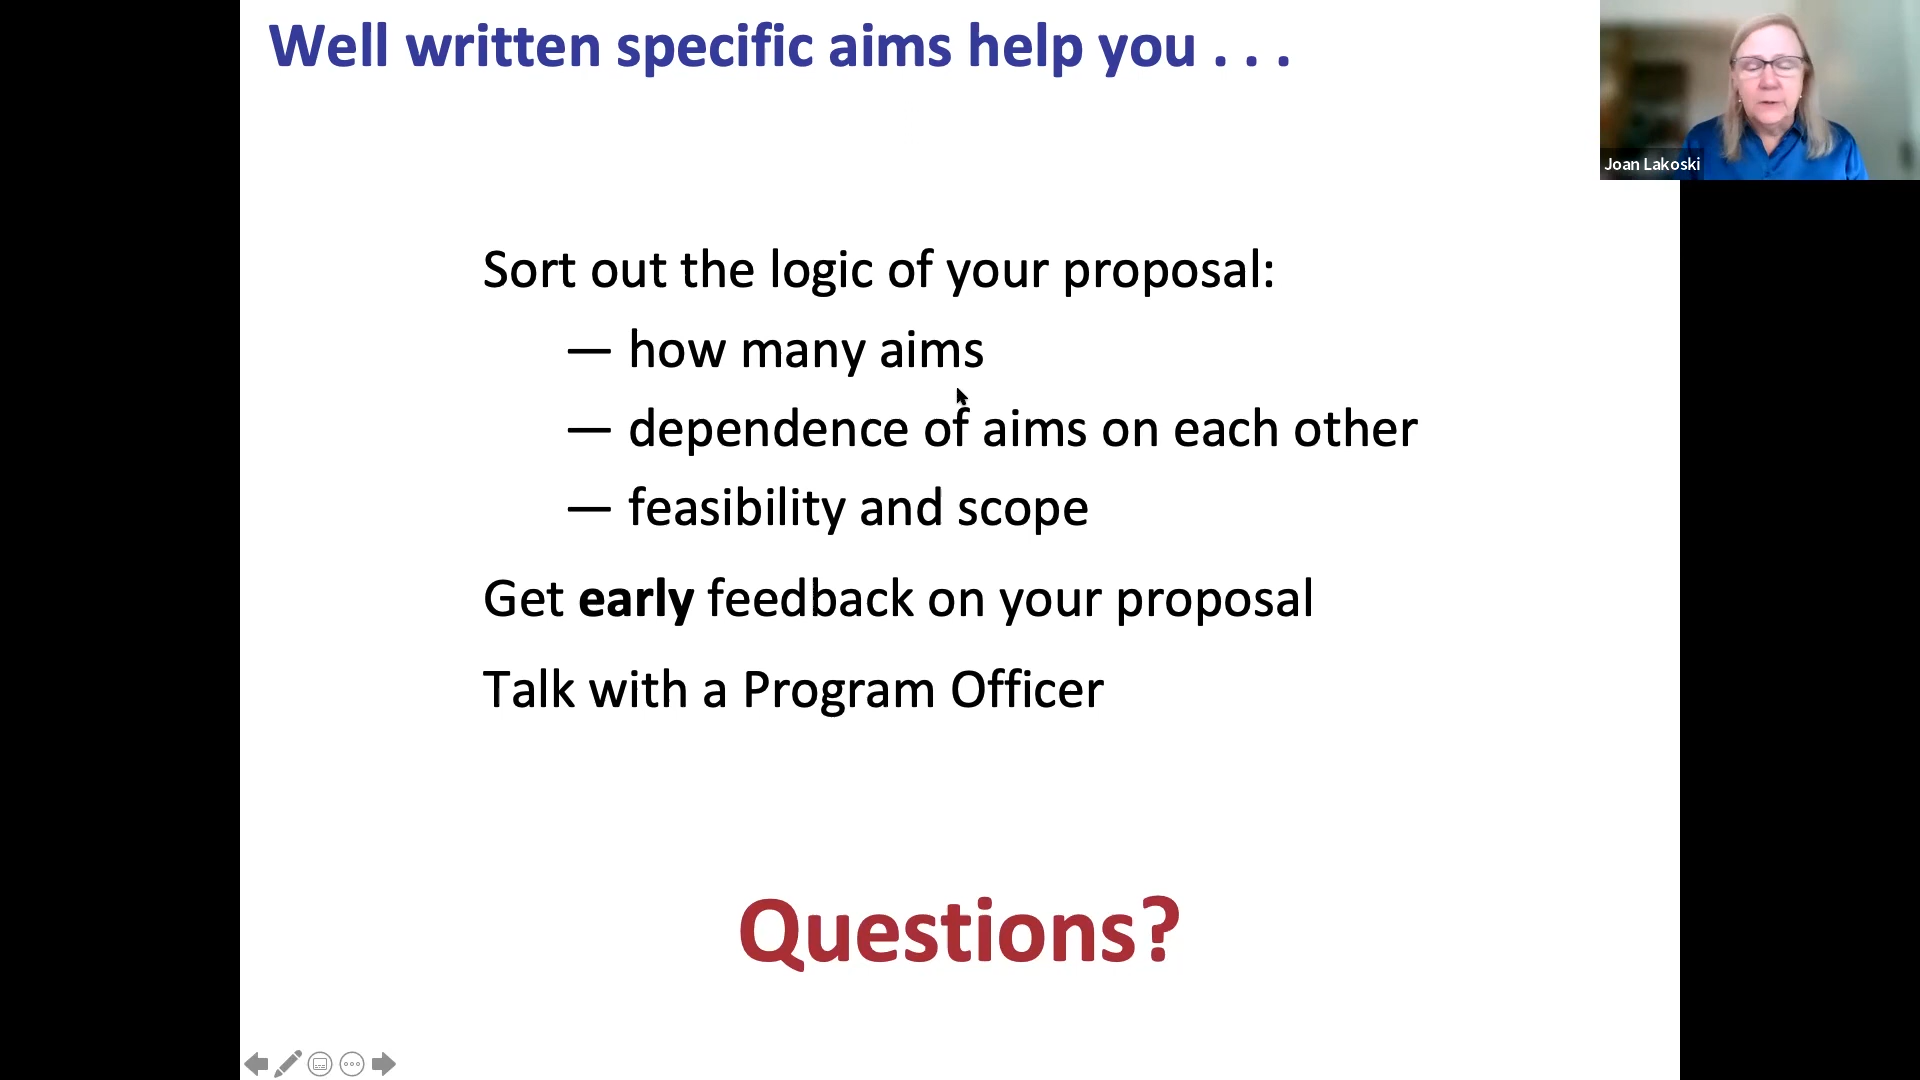 Well written specific aims help you . . .
Joan Lakoski
Sort out the logic of your proposal:
— how many aims
— dependence of aims on each other
— feasibility and scope
Get early feedback on your proposal
Talk with a Program Officer
Questions?